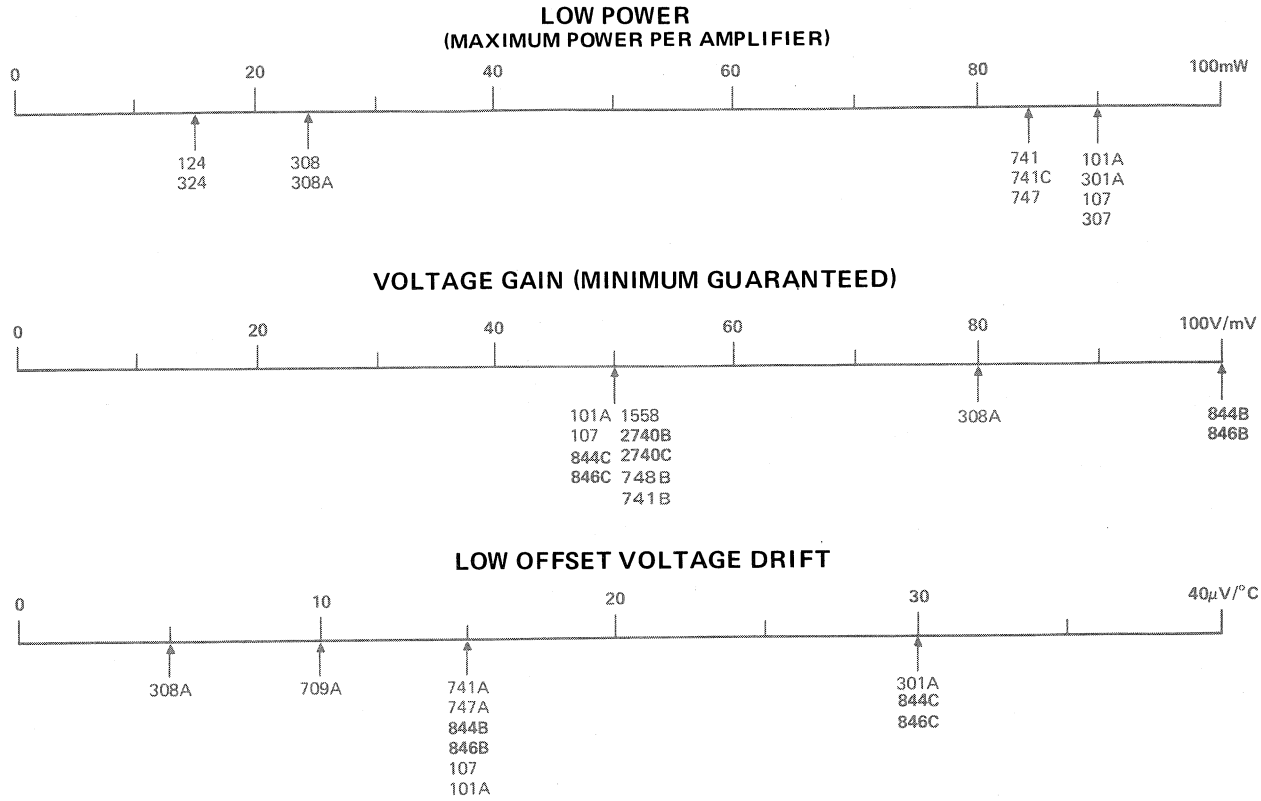 LOW POWER
(MAXIMUM POWER PER AMPLIFIER)
0 20 40 60 80 100mW
124 308 741 101A
324 308A 741C 301A
747 107
307
VOLTAGE GAIN (MINIMUM GUARANTEED)
0 20 40 60 80 100V/mV
101A 1558 308A 844B
107 2740B 846B
844C 2740C
846C 748B
741B
LOW OFFSET VOLTAGE DRIFT
0 10 20 30 40μV/°C
308A 709A 741A 301A
747A 844C
844B 846C
846B
107
101A